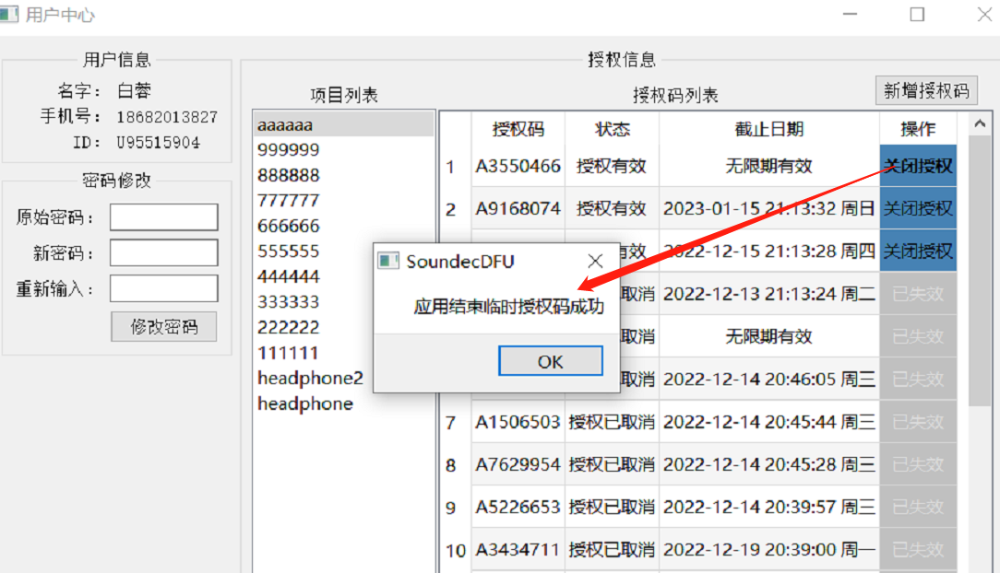 用户中心
用户信息
名字： 白蓉
手机号： 18682013827
ID： U95515904
密码修改
原始密码：
新密码：
重新输入：
修改密码
授权信息
项目列表
aaaaaa
999999
888888
777777
666666
555555
444444
333333
222222
111111
headphone2
headphone
授权码列表
新增授权码
授权码 状态 截止日期 操作
1 A3550466 授权有效 无限期有效 关闭授权
2 A9168074 授权有效 2023-01-15 21:13:32 周日 关闭授权
有效 2022-12-15 21:13:28 周四 关闭授权
取消 2022-12-13 21:13:24 周二 已失效
取消 无限期有效 已失效
取消 2022-12-14 20:46:05 周三 已失效
7 A1506503 授权已取消 2022-12-14 20:45:44 周三 已失效
8 A7629954 授权已取消 2022-12-14 20:45:28 周三 已失效
9 A5226653 授权已取消 2022-12-14 20:39:57 周三 已失效
10 A3434711 授权已取消 2022-12-19 20:39:00 周一 已失效
SoundecDFU
应用结束临时授权码成功
OK